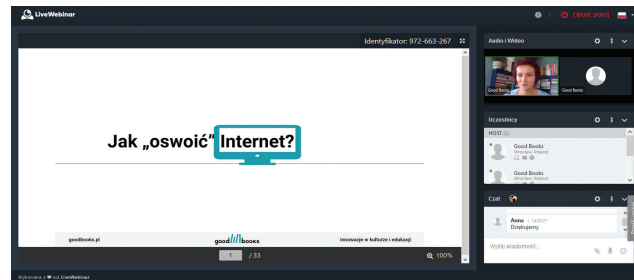 LiveWebinar
Opuść pokój
Identyfikator: 972-663-267
Jak „oswoić” Internet?
goodbooks.pl
good books
innowacje w kulturze i edukacji
1 / 33
100%
Wykonane z ♥ od LiveWebinar
Audio i Wideo
Good Books
Good Books
Uczestnicy
HOST (2)
Good Books
Wrocław, Poland
Good Books
Wrocław, Poland
Czat
Anna
Dziękujemy
Wyślij wiadomość...